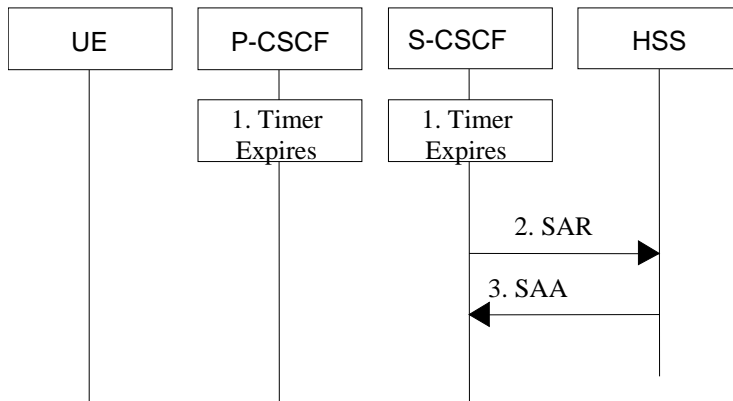 UE
P-CSCF
S-CSCF
HSS
1. Timer
Expires
1. Timer
Expires
2. SAR
3. SAA